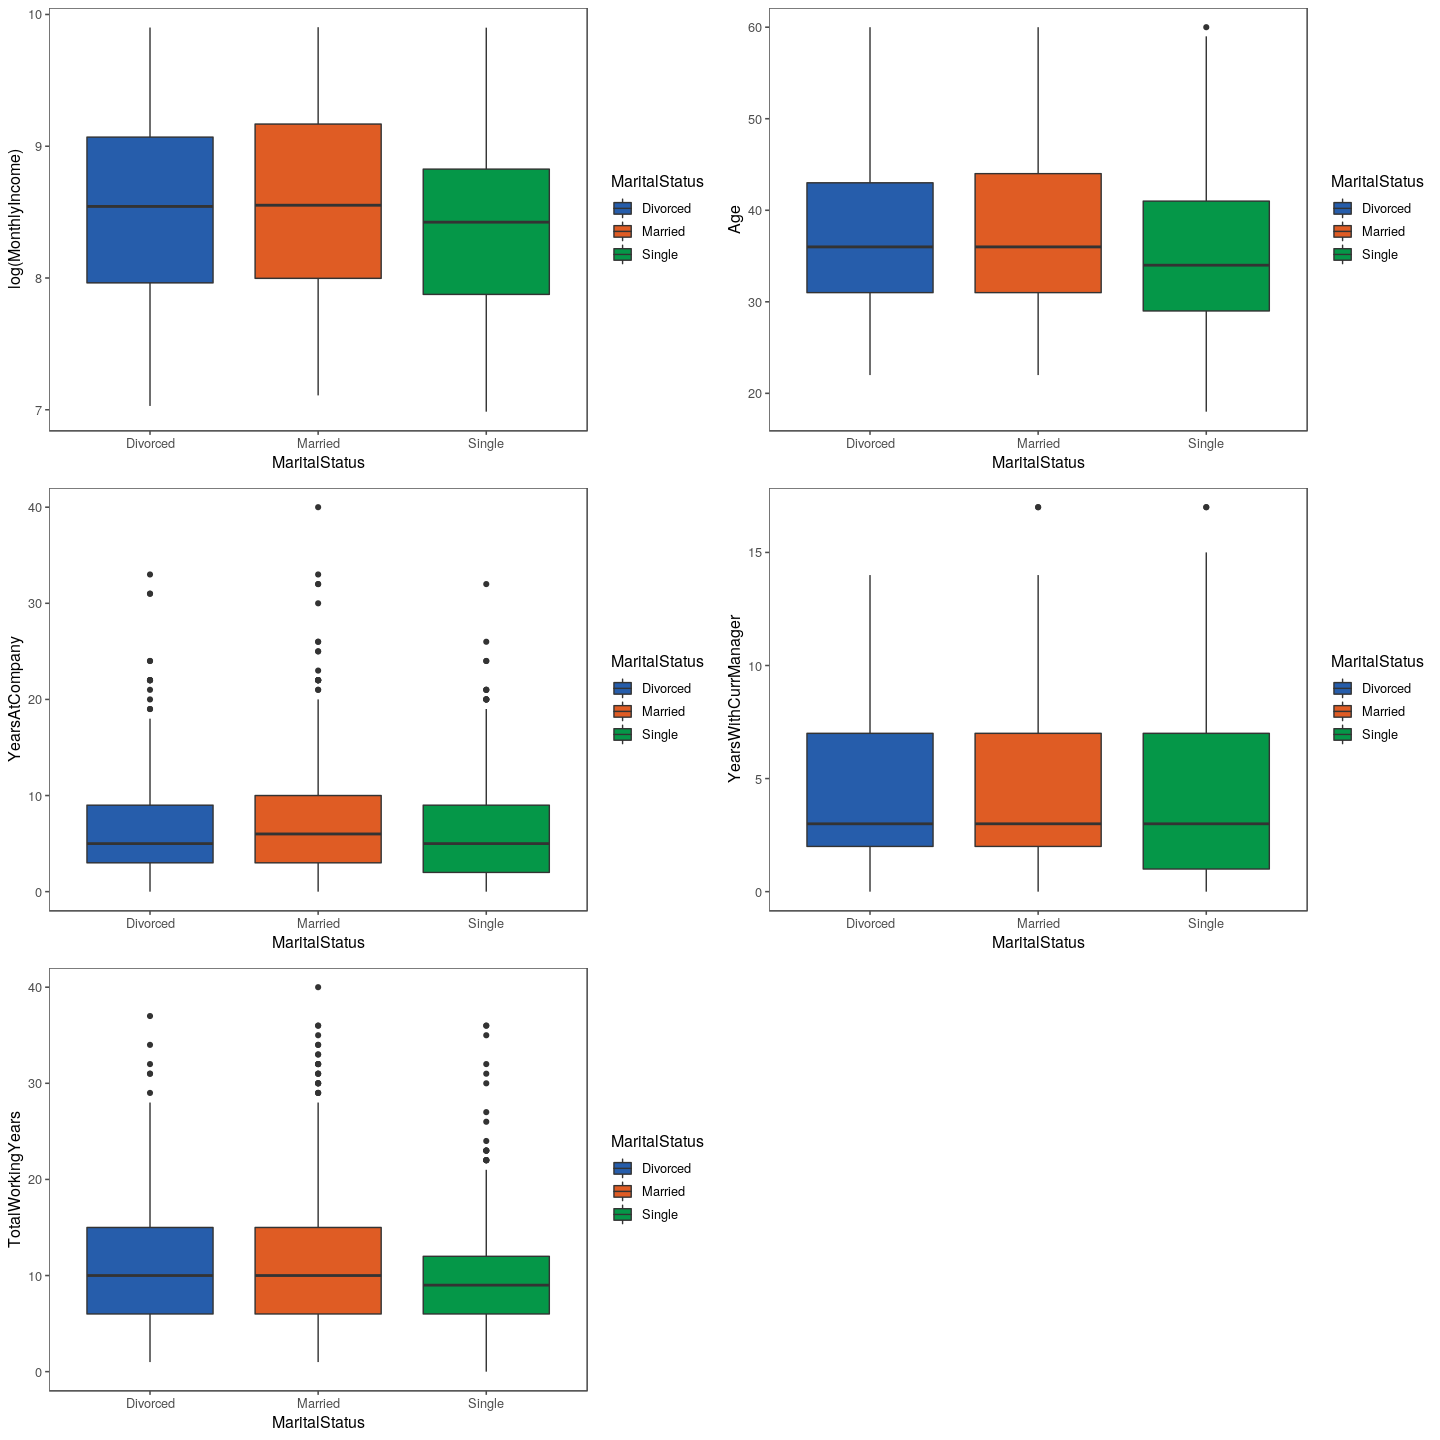 10
9
8
7
log(MonthlyIncome)
Divorced
Married
Single
MaritalStatus
MaritalStatus
Divorced
Married
Single
60
50
40
30
20
Age
Divorced
Married
Single
MaritalStatus
MaritalStatus
Divorced
Married
Single
40
30
20
10
0
YearsAtCompany
Divorced
Married
Single
MaritalStatus
MaritalStatus
Divorced
Married
Single
15
10
5
0
YearsWithCurrManager
Divorced
Married
Single
MaritalStatus
MaritalStatus
Divorced
Married
Single
40
30
20
10
0
TotalWorkingYears
Divorced
Married
Single
MaritalStatus
MaritalStatus
Divorced
Married
Single